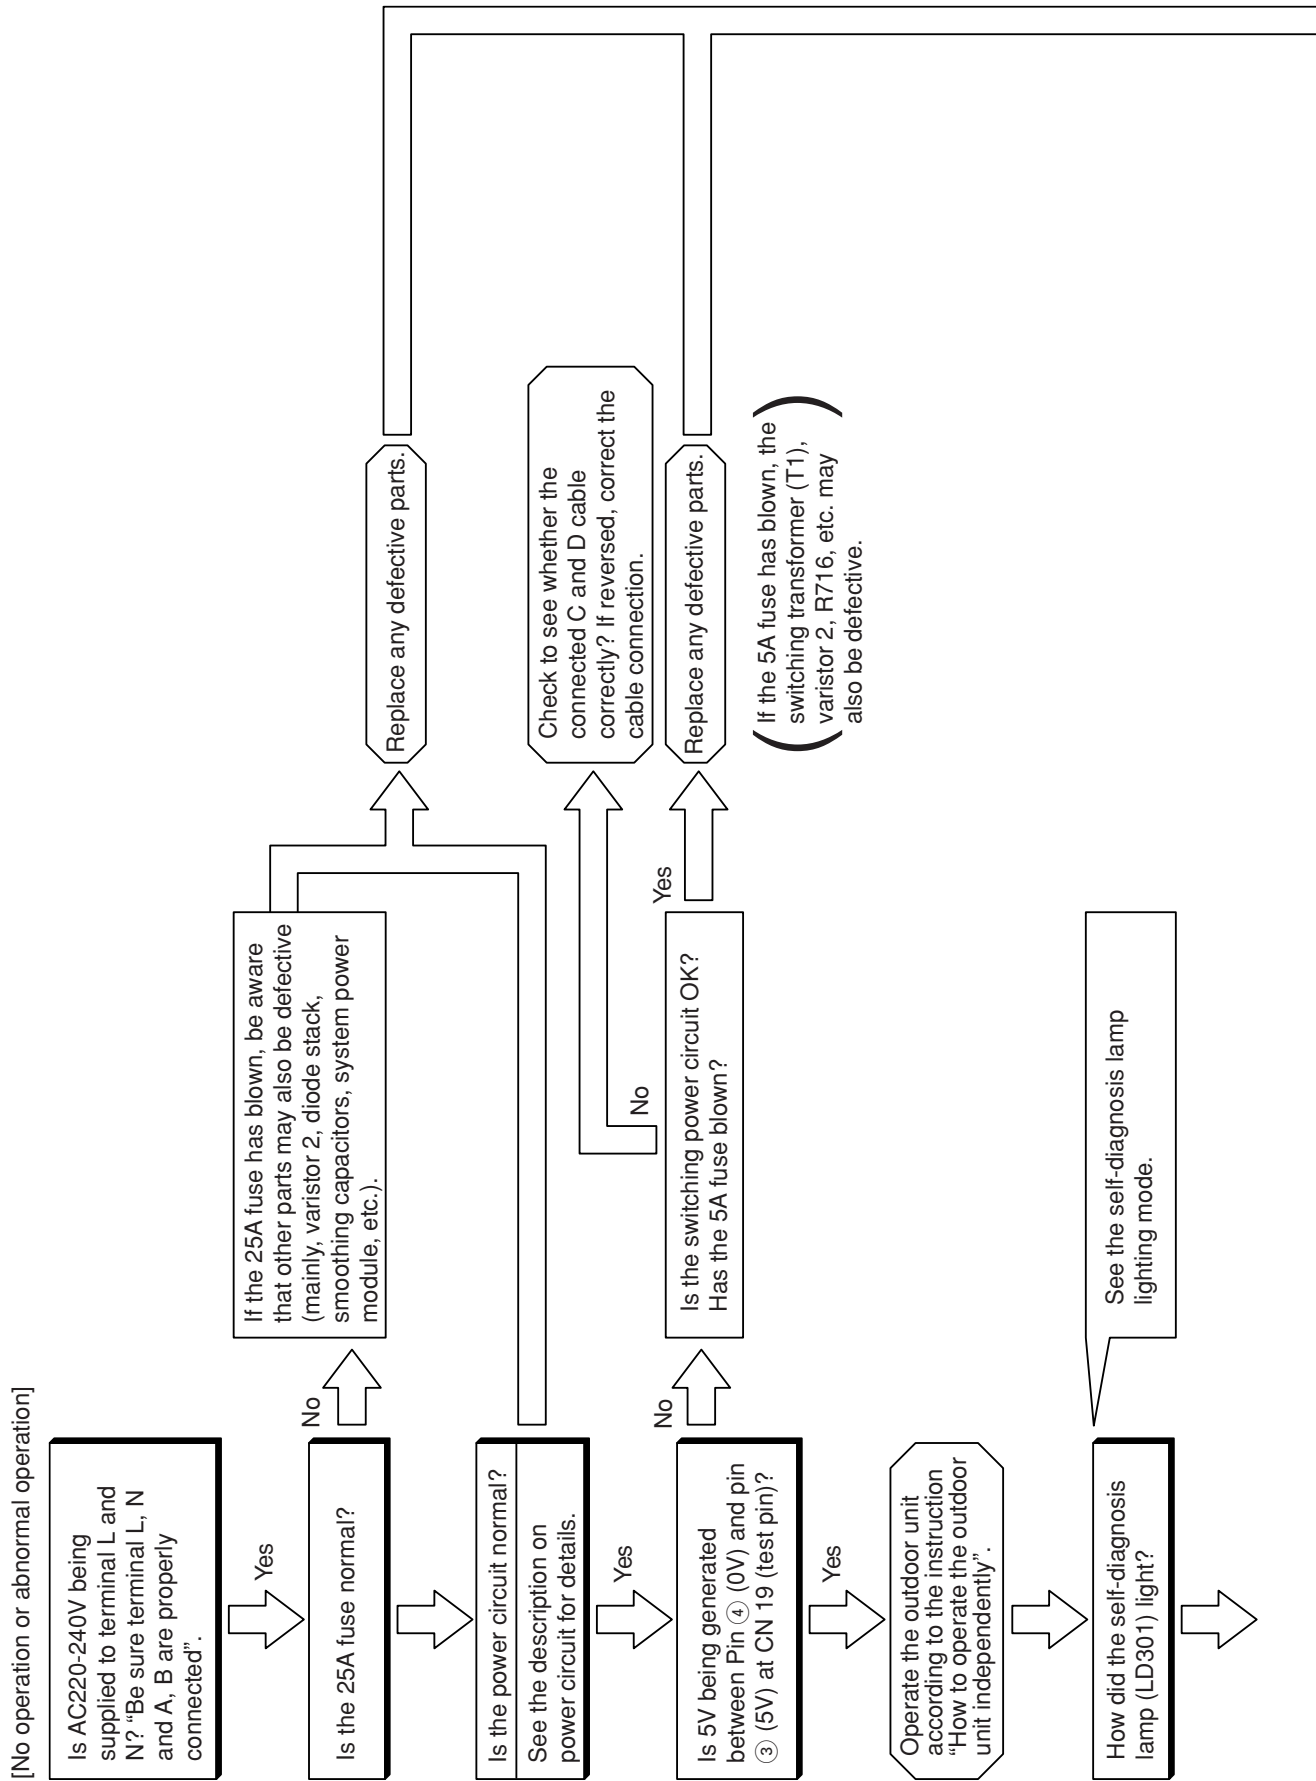 [No operation or abnormal operation]
Is AC220-240V being
supplied to terminal L and
N? “Be sure terminal L, N
and A, B are properly
connected”.
Yes
Is the 25A fuse normal?
No
If the 25A fuse has blown, be aware
that other parts may also be defective
(mainly, varistor 2, diode stack,
smoothing capacitors, system power
module, etc.).
Replace any defective parts.
Is the power circuit normal?
See the description on
power circuit for details.
Yes
Is 5V being generated
between Pin ④ (0V) and pin
③ (5V) at CN 19 (test pin)?
No
Is the switching power circuit OK?
Has the 5A fuse blown?
No
Check to see whether the
connected C and D cable
correctly? If reversed, correct the
cable connection.
Yes
Replace any defective parts.
If the 5A fuse has blown, the
switching transformer (T1),
varistor 2, R716, etc. may
also be defective.
Yes
Operate the outdoor unit
according to the instruction
“How to operate the outdoor
unit independently”.
How did the self-diagnosis
lamp (LD301) light?
See the self-diagnosis lamp
lighting mode.